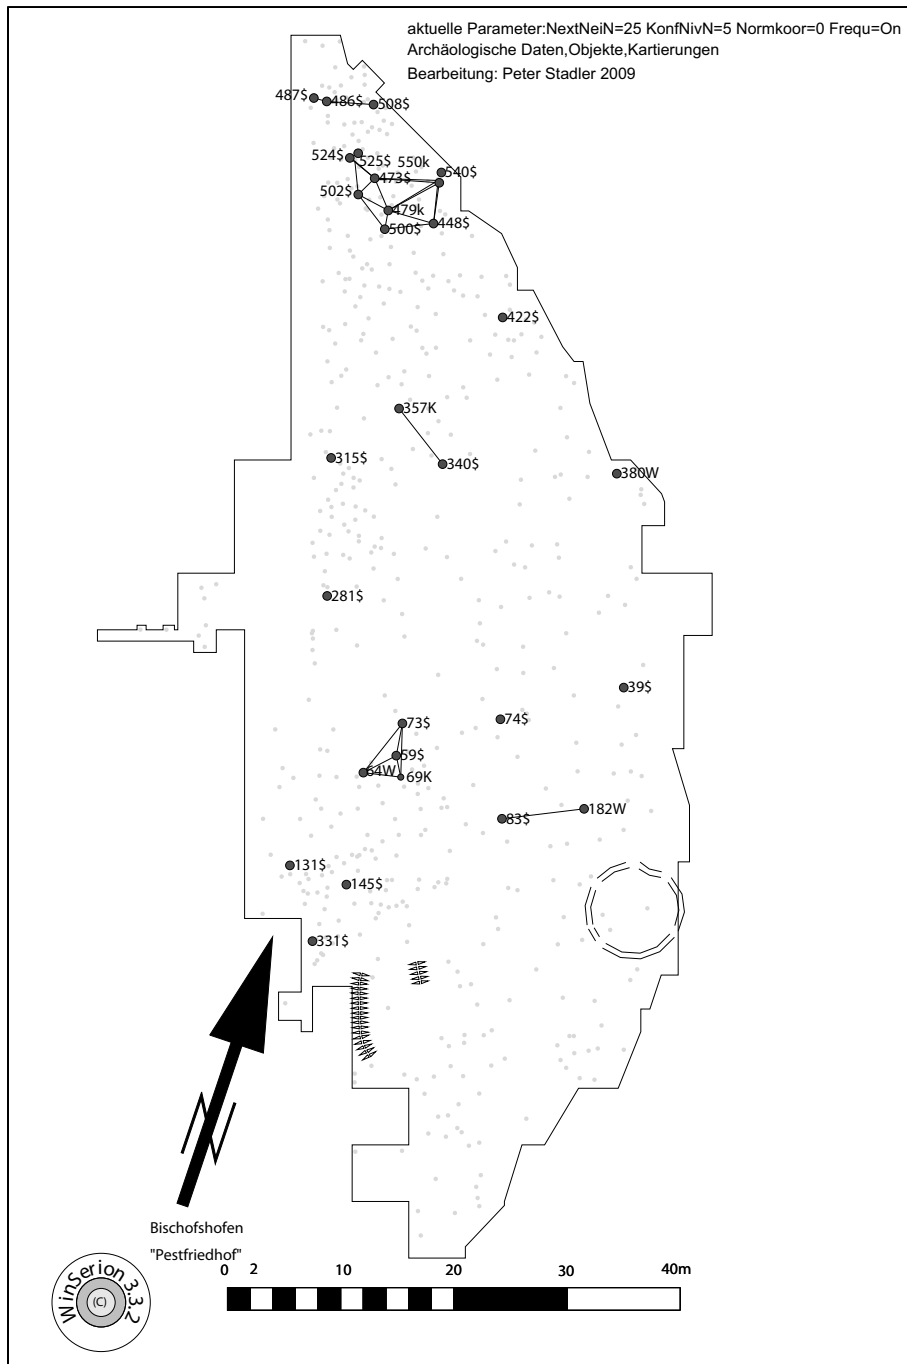 aktuelle Parameter:NextNeiN=25 KonfNivN=5 Normkoor=0 Frequ=On
Archäologische Daten,Objekte,Kartierungen
Bearbeitung: Peter Stadler 2009
487$ 486$ 508$
524$ 525$ 550k 540$
473$
502$
479k
448$
500$
422$
357K
315$ 340$
380W
281$
39$
74$
73$
59$
64W
69K
182W
83$
131$
145$
331$
Bischofshofen
"Pestfriedhof"
0 2 10 20 30 40m
WinSerion 3.3.2
(C)